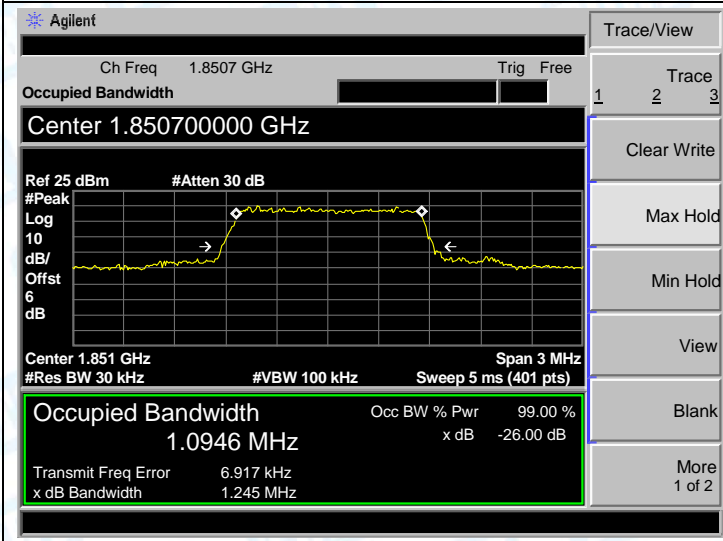 Agilent
Trace/View
Ch Freq 1.8507 GHz Trig Free
Occupied Bandwidth
Trace
1 2 3
Center 1.850700000 GHz
Clear Write
Ref 25 dBm #Atten 30 dB
#Peak
Log
10
dB/
Offst
6
dB
Max Hold
Min Hold
Center 1.851 GHz Span 3 MHz
#Res BW 30 kHz #VBW 100 kHz Sweep 5 ms (401 pts)
View
Occupied Bandwidth Occ BW % Pwr 99.00 %
1.0946 MHz x dB -26.00 dB
Blank
Transmit Freq Error 6.917 kHz
x dB Bandwidth 1.245 MHz
More
1 of 2